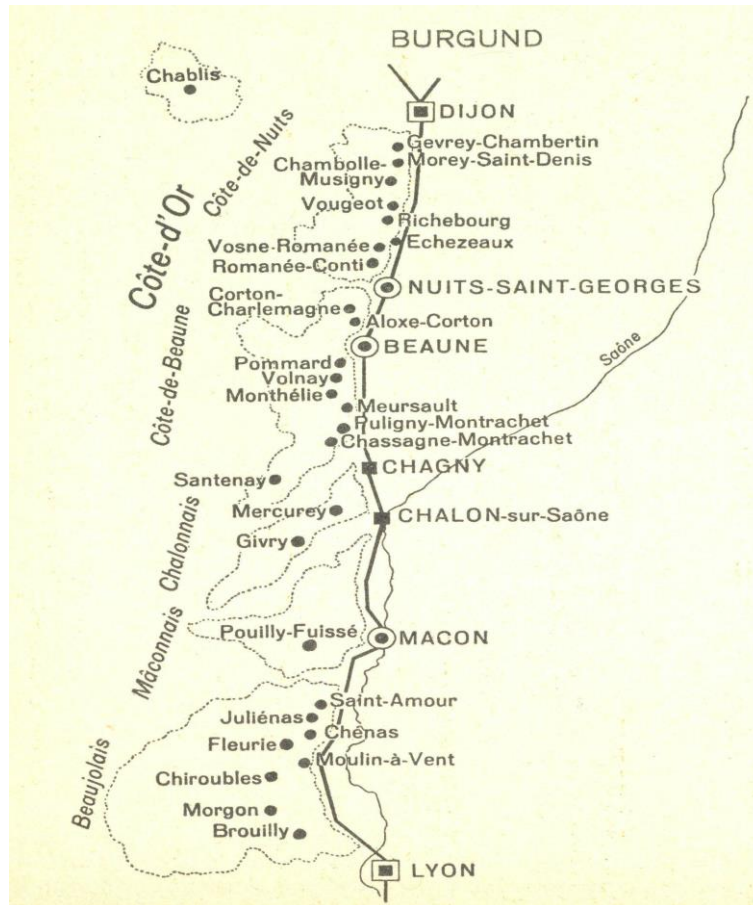 BURGUND
Chablis
DIJON
Côte-de-Nuits
Gevrey-Chambertin
Morey-Saint-Denis
Chambolle-
Musigny
Vougeot
Richebourg
Côte-d'Or
Echezeaux
Vosne-Romanée
Romanée-Conti
NUITS-SAINT-GEORGES
Corton-
Charlemagne
Aloxe-Corton
BEAUNE
Saône
Côte-de-Beaune
Pommard
Volnay
Monthélie
Meursault
Puligny-Montrachet
Chassagne-Montrachet
CHAGNY
Santenay
Mercurey
CHALON-sur-Saône
Givry
Chalonnais
Pouilly-Fuissé
MACON
Mâconnais
Saint-Amour
Juliénas
Chénas
Fleurie
Moulin-à-Vent
Chiroubles
Beaujolais
Morgon
Brouilly
LYON